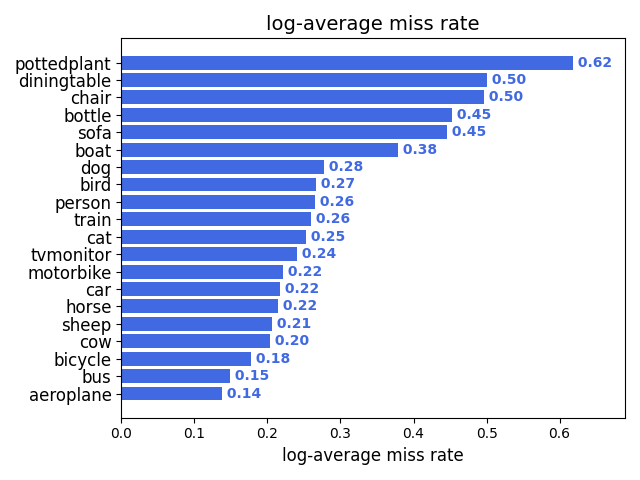 log-average miss rate
pottedplant 0.62
diningtable 0.50
chair 0.50
bottle 0.45
sofa 0.45
boat 0.38
dog 0.28
bird 0.27
person 0.26
train 0.26
cat 0.25
tvmonitor 0.24
motorbike 0.22
car 0.22
horse 0.22
sheep 0.21
cow 0.20
bicycle 0.18
bus 0.15
aeroplane 0.14
0.0 0.1 0.2 0.3 0.4 0.5 0.6
log-average miss rate